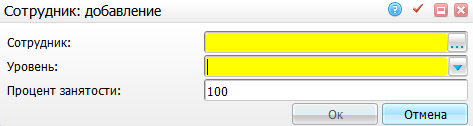 Сотрудник: добавление
Сотрудник:
Уровень:
Процент занятости: 100
Ок Отмена